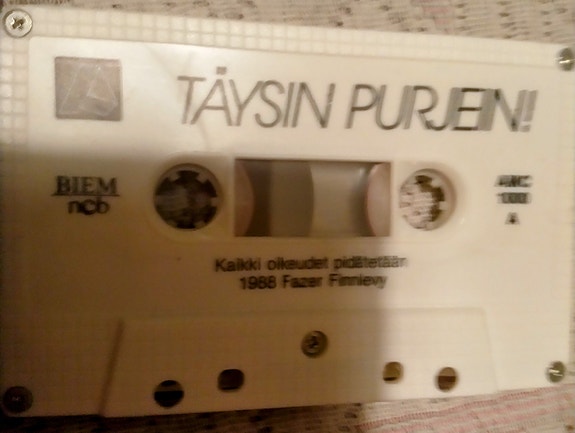 TÄYSIN PURJEIN!
BIEM
ncb
Kaikki oikeudet pidätetään
1988 Fazer Finnlevy
A